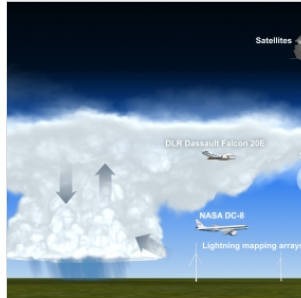 Satellites
DLR Dassault Falcon 20E
NASA DC-8
Lightning mapping arrays